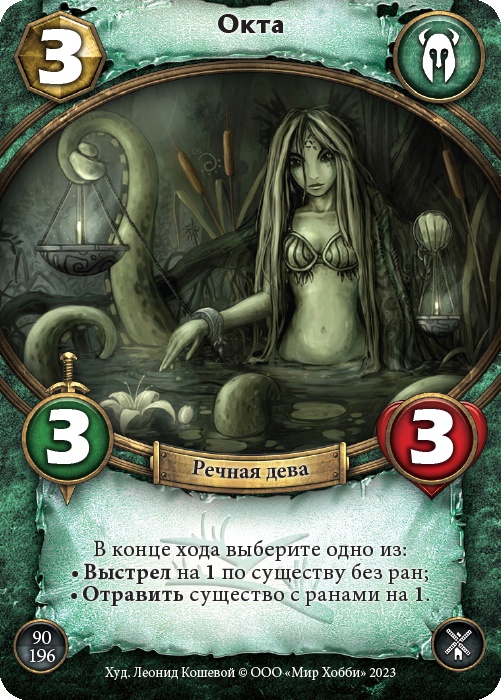 Окта
3
3
3
Речная дева
В конце хода выберите одно из:
• Выстрел на 1 по существу без ран;
• Отравить существо с ранами на 1.
90
196
Худ. Леонид Кошевой © ООО «Мир Хобби» 2023